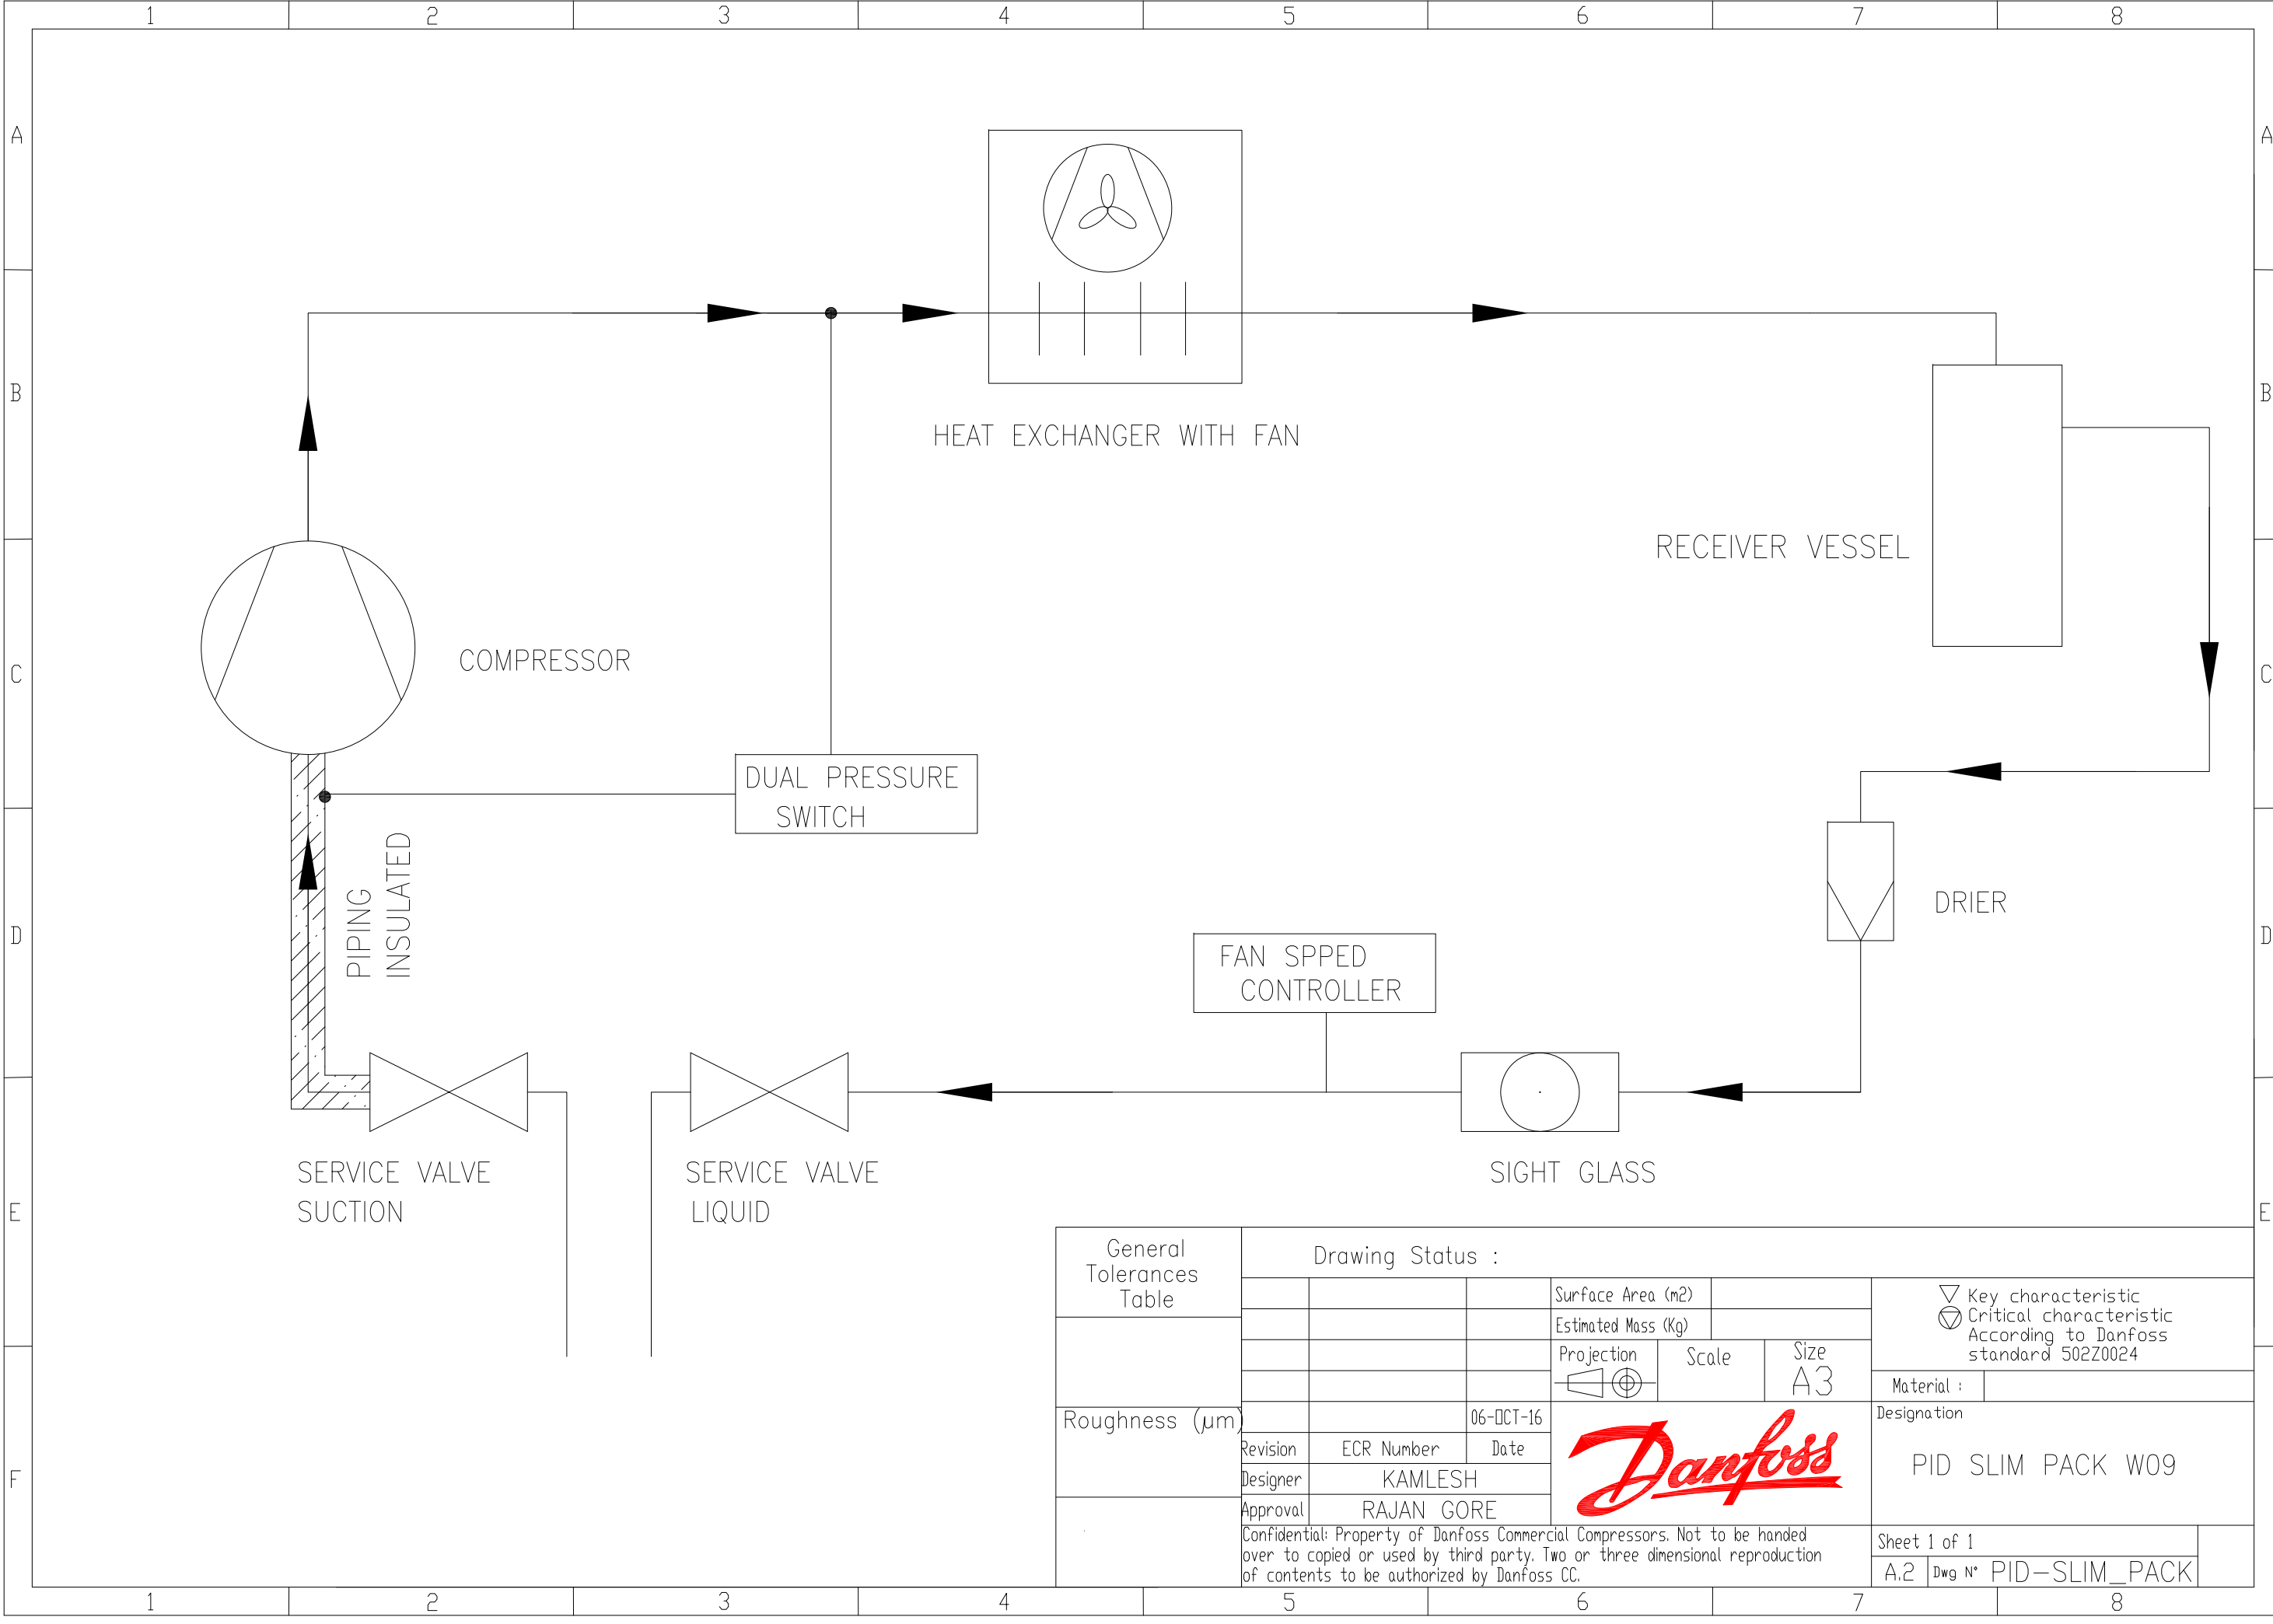 1 2 3 4 5 6 7 8
A A
B B
C C
D D
E E
F
HEAT EXCHANGER WITH FAN
RECEIVER VESSEL
COMPRESSOR
DUAL PRESSURE
SWITCH
PIPING
INSULATED
DRIER
FAN SPPED
CONTROLLER
SERVICE VALVE
SUCTION
SERVICE VALVE
LIQUID
SIGHT GLASS
General
Tolerances
Table
Roughness (µm)
Drawing Status :
Surface Area (m2)
Estimated Mass (Kg)
Projection
Scale
Size
A3
Key characteristic
Critical characteristic
According to Danfoss
standard 502Z0024
Material :
06-OCT-16
Revision ECR Number Date
Designer KAMLESH
Approval RAJAN GORE
Danfoss
Designation
PID SLIM PACK W09
Confidential: Property of Danfoss Commercial Compressors. Not to be handed
over to copied or used by third party. Two or three dimensional reproduction
of contents to be authorized by Danfoss CC.
Sheet 1 of 1
A.2 Dwg N° PID-SLIM_PACK
1 2 3 4 5 6 7 8